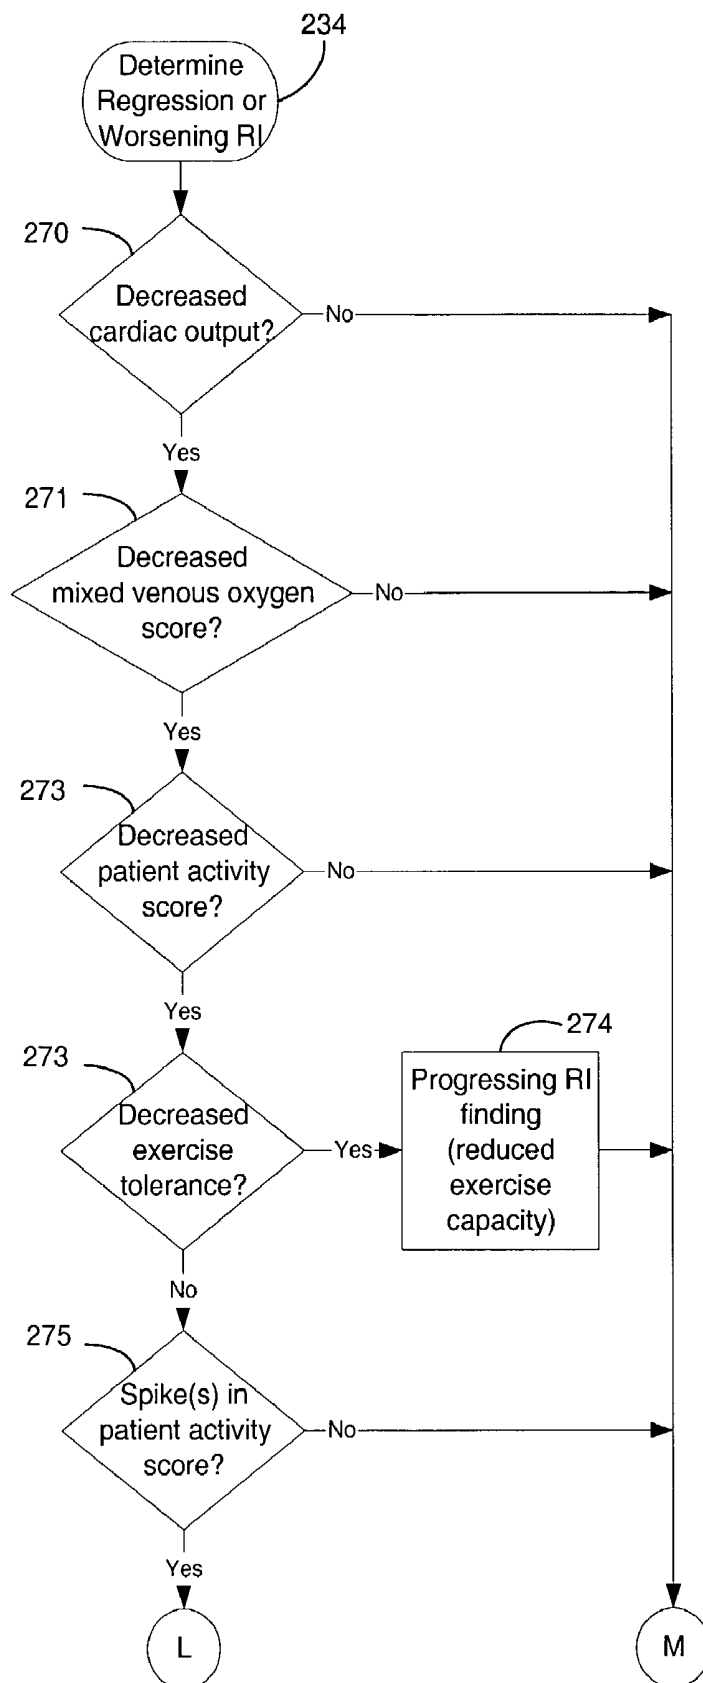 234
Determine
Regression or
Worsening RI
270
Decreased
cardiac output?
No
Yes
271
Decreased
mixed venous oxygen
score?
No
Yes
273
Decreased
patient activity
score?
No
Yes
273
Decreased
exercise
tolerance?
Yes
274
Progressing RI
finding
(reduced
exercise
capacity)
No
275
Spike(s) in
patient activity
score?
No
Yes
L
M